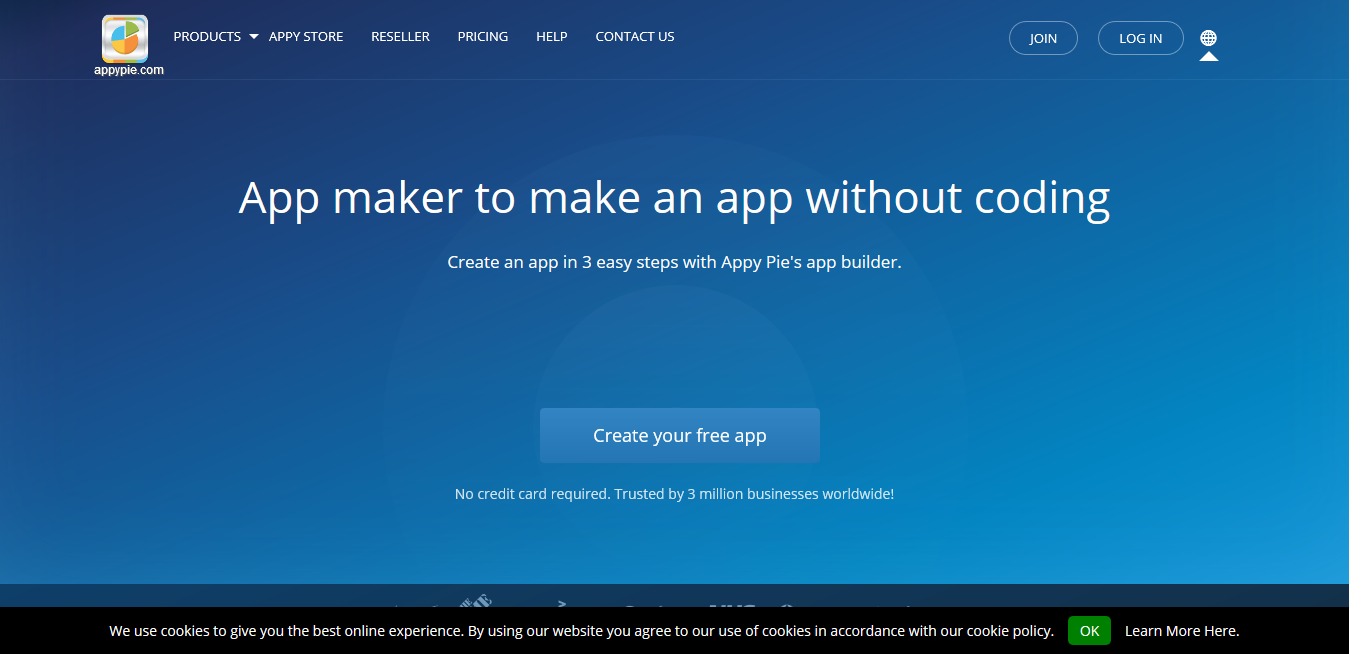 appypie.com
PRODUCTS APPY STORE RESELLER PRICING HELP CONTACT US JOIN LOG IN
App maker to make an app without coding
Create an app in 3 easy steps with Appy Pie's app builder.
Create your free app
No credit card required. Trusted by 3 million businesses worldwide!
We use cookies to give you the best online experience. By using our website you agree to our use of cookies in accordance with our cookie policy. OK Learn More Here.